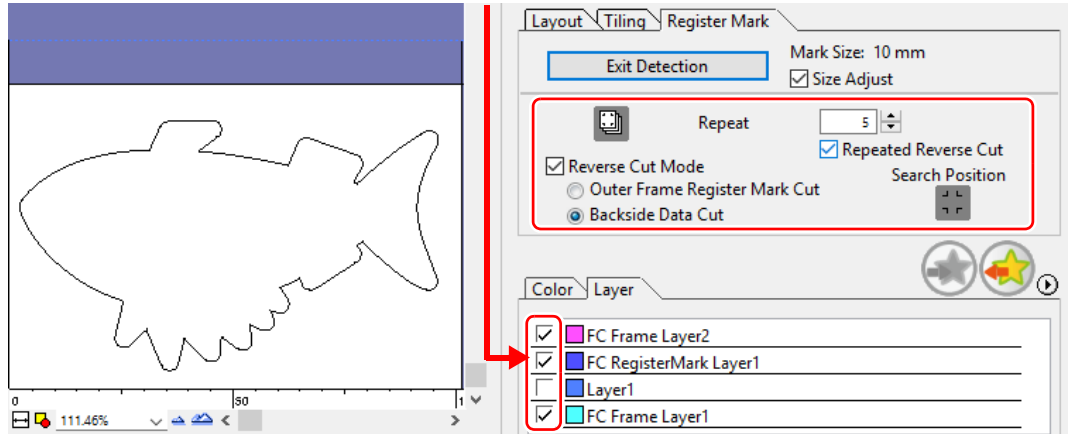 Layout Tiling Register Mark
Exit Detection
Mark Size: 10 mm
Size Adjust
Repeat 5
Repeated Reverse Cut
Reverse Cut Mode
Search Position
Outer Frame Register Mark Cut
Backside Data Cut
Color Layer
FC Frame Layer2
FC RegisterMark Layer1
Layer1
FC Frame Layer1
0 50 1
111.46%